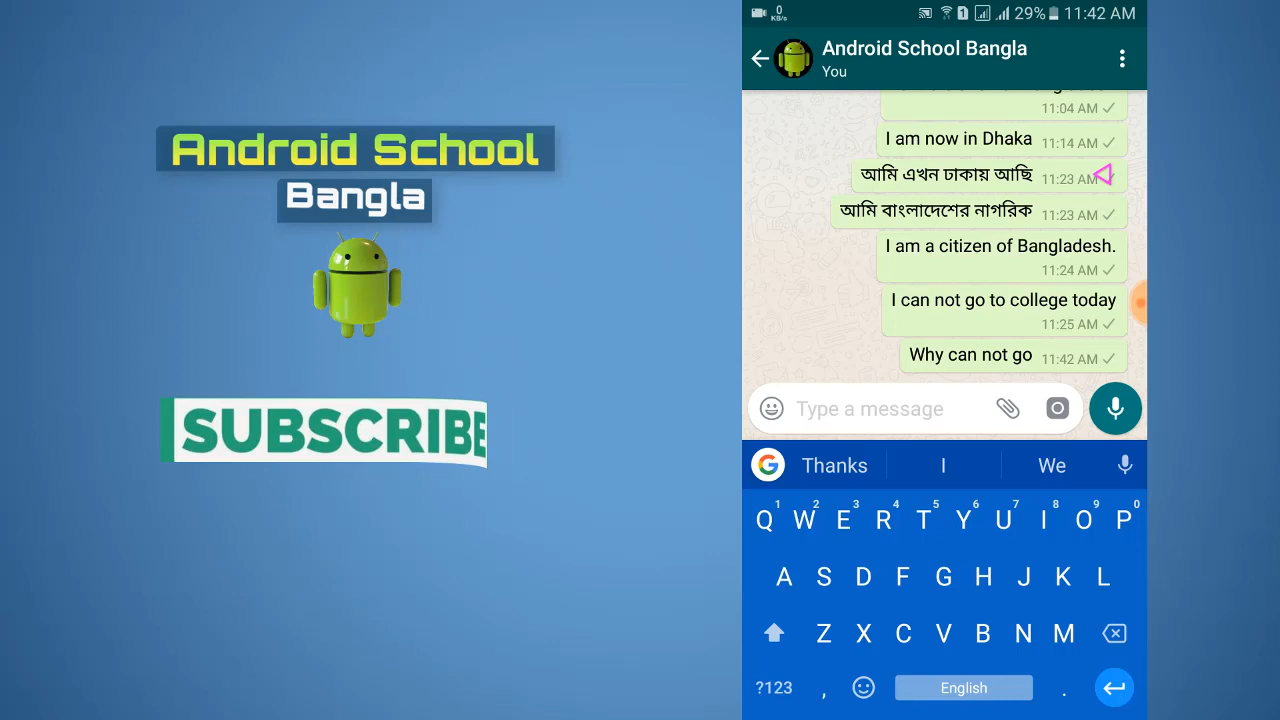 Android School
Bangla
SUBSCRIBE
0
KB/s
1
29%
11:42 AM
Android School Bangla
You
11:04 AM
I am now in Dhaka
11:14 AM
আমি এখন ঢাকায় আছি
11:23 AM
আমি বাংলাদেশের নাগরিক
11:23 AM
I am a citizen of Bangladesh.
11:24 AM
I can not go to college today
11:25 AM
Why can not go
11:42 AM
Type a message
G Thanks I We
1 2 3 4 5 6 7 8 9 0
Q W E R T Y U I O P
A S D F G H J K L
Z X C V B N M
?123 , English .